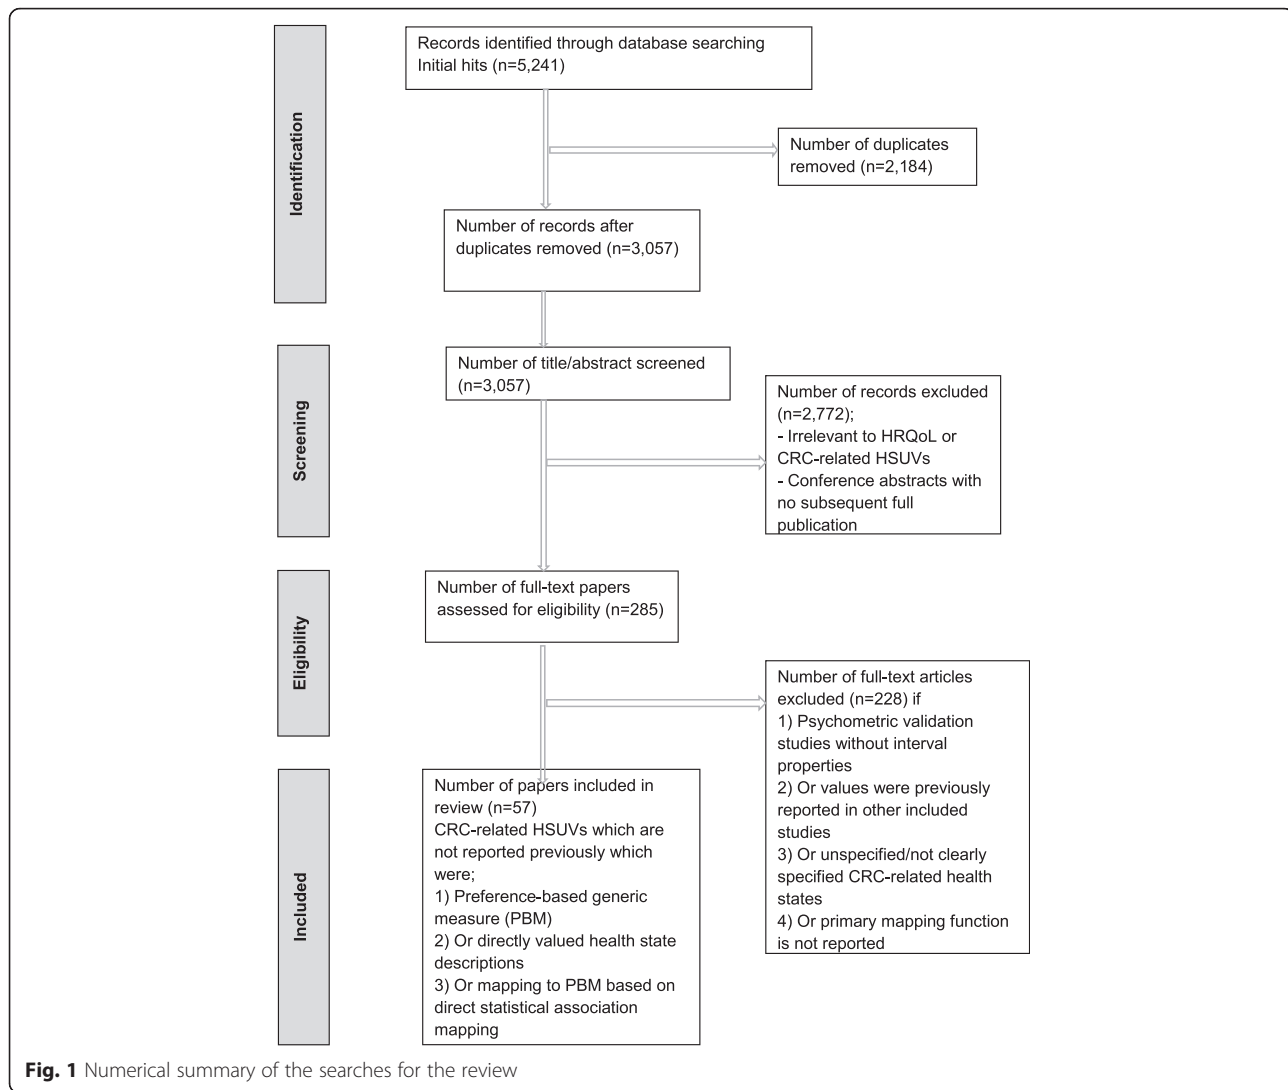 Identification
Records identified through database searching
Initial hits (n=5,241)
Number of duplicates
removed (n=2,184)
Number of records after
duplicates removed (n=3,057)
Screening
Number of title/abstract screened
(n=3,057)
Number of records excluded
(n=2,772);
- Irrelevant to HRQoL or
CRC-related HSUVs
- Conference abstracts with
no subsequent full
publication
Eligibility
Number of full-text papers
assessed for eligibility (n=285)
Number of full-text articles
excluded (n=228) if
1) Psychometric validation
studies without interval
properties
2) Or values were previously
reported in other included
studies
3) Or unspecified/not clearly
specified CRC-related health
states
4) Or primary mapping function
is not reported
Included
Number of papers included in
review (n=57)
CRC-related HSUVs which are
not reported previously which
were;
1) Preference-based generic
measure (PBM)
2) Or directly valued health state
descriptions
3) Or mapping to PBM based on
direct statistical association
mapping
Fig. 1 Numerical summary of the searches for the review